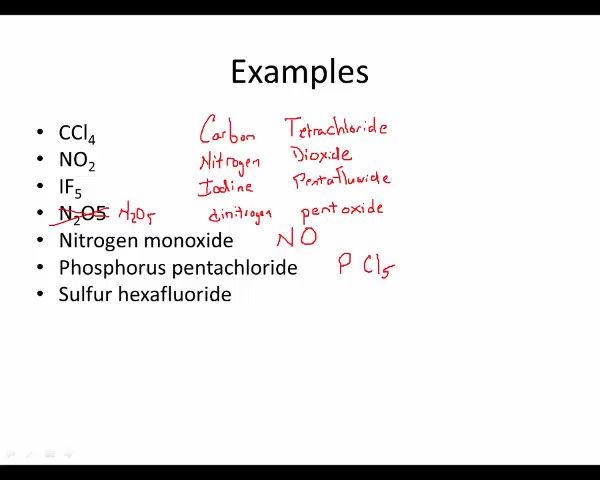 Examples
• CCl₄ Carbon Tetrachloride
• NO₂ Nitrogen Dioxide
• IF₅ Iodine Pentafluoride
• N₂O5 N₂O₅ dinitrogen pentoxide
• Nitrogen monoxide NO
• Phosphorus pentachloride PCl₅
• Sulfur hexafluoride